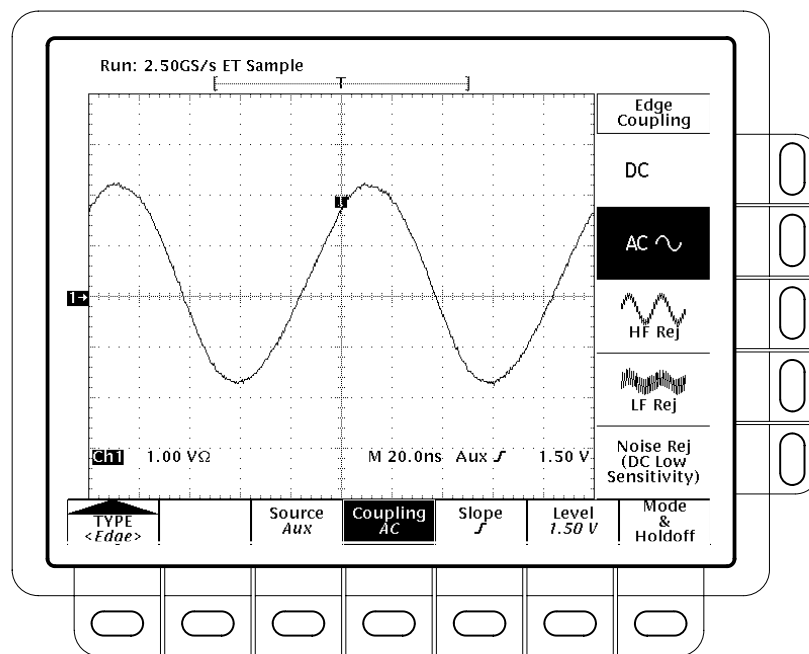 Run: 2.50GS/s ET Sample
T
Edge
Coupling
DC
AC
HF Rej
LF Rej
Noise Rej
(DC Low
Sensitivity)
1→
Ch1 1.00 VΩ M 20.0ns Aux 1.50 V
TYPE
<Edge>
Source
Aux
Coupling
AC
Slope
Level
1.50 V
Mode
&
Holdoff